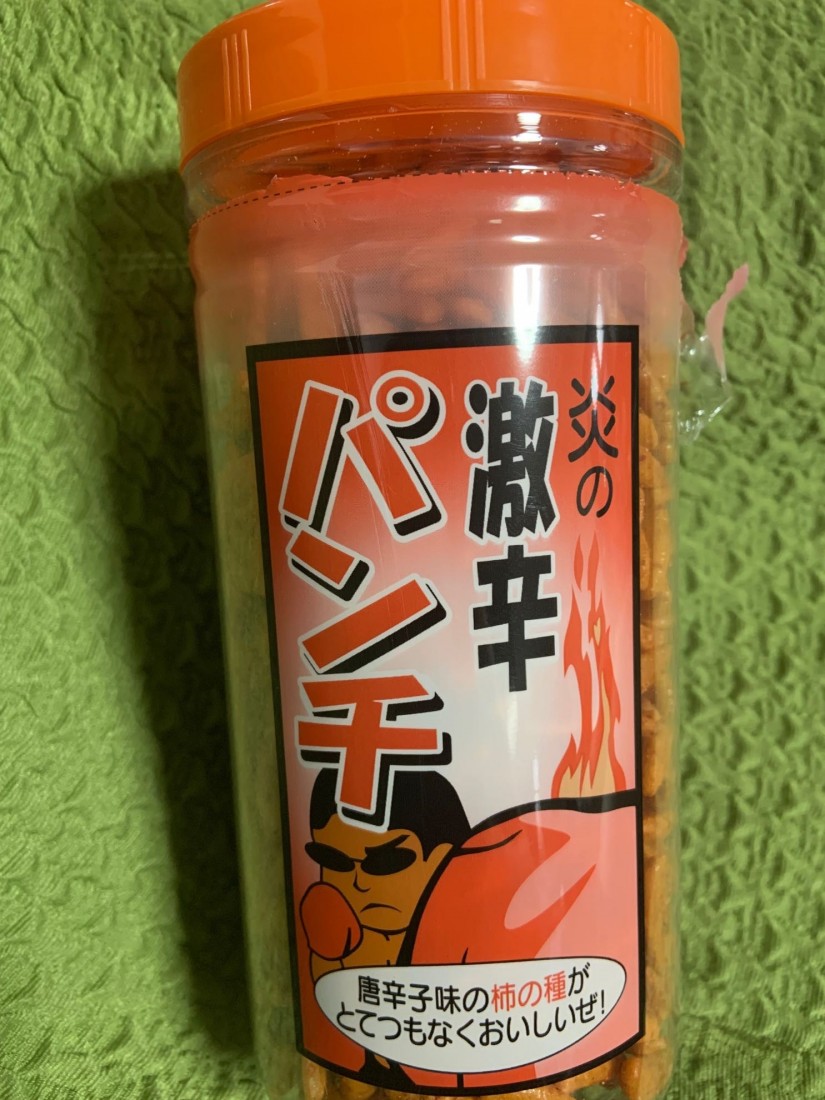 炎の
激辛
パンチ
唐辛子味の柿の種が
とてつもなくおいしいぜ!